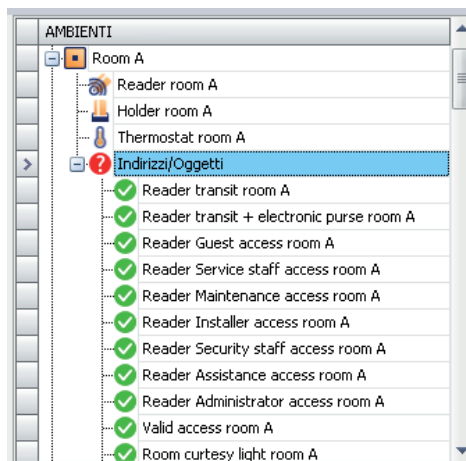 AMBIENTI
Room A
Reader room A
Holder room A
Thermostat room A
Indirizzi/Oggetti
Reader transit room A
Reader transit + electronic purse room A
Reader Guest access room A
Reader Service staff access room A
Reader Maintenance access room A
Reader Installer access room A
Reader Security staff access room A
Reader Assistance access room A
Reader Administrator access room A
Valid access room A
Room curtesy light room A